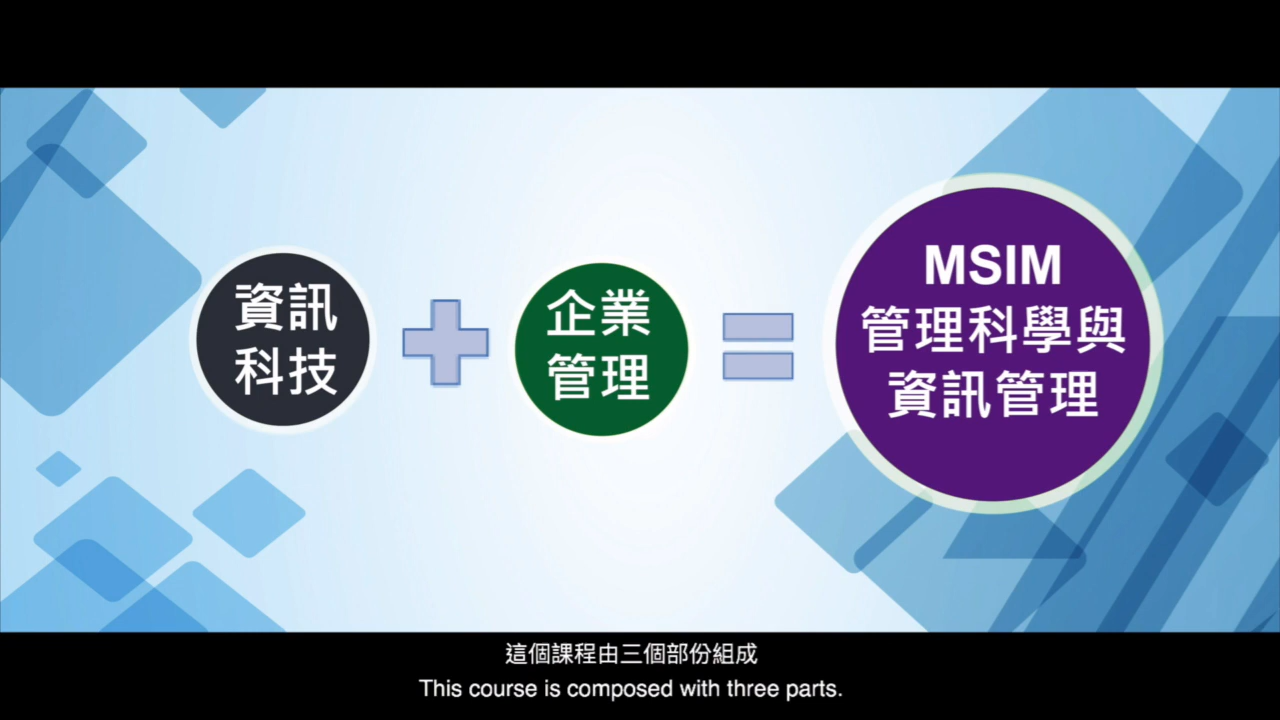 資訊
科技
企業
管理
MSIM
管理科學與
資訊管理
這個課程由三個部份組成
This course is composed with three parts.